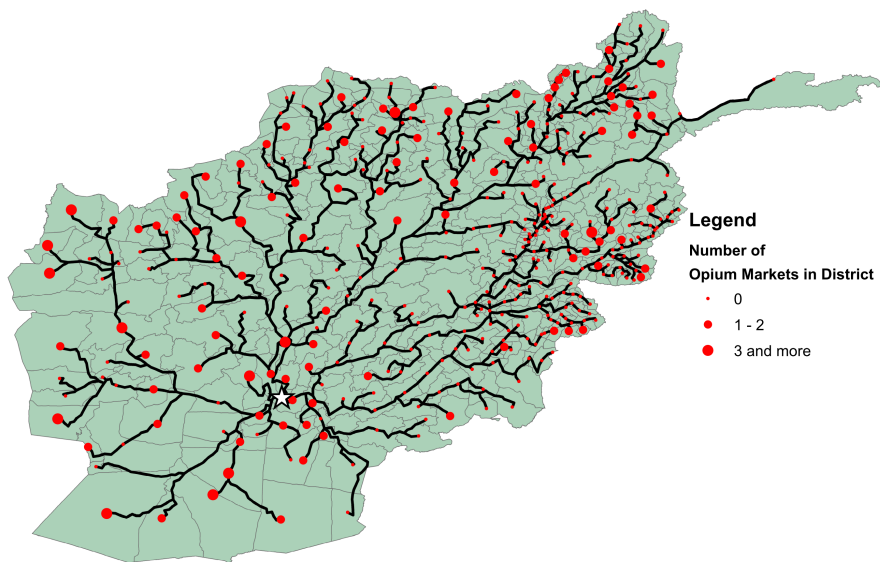 Legend
Number of
Opium Markets in District
0
1 - 2
3 and more